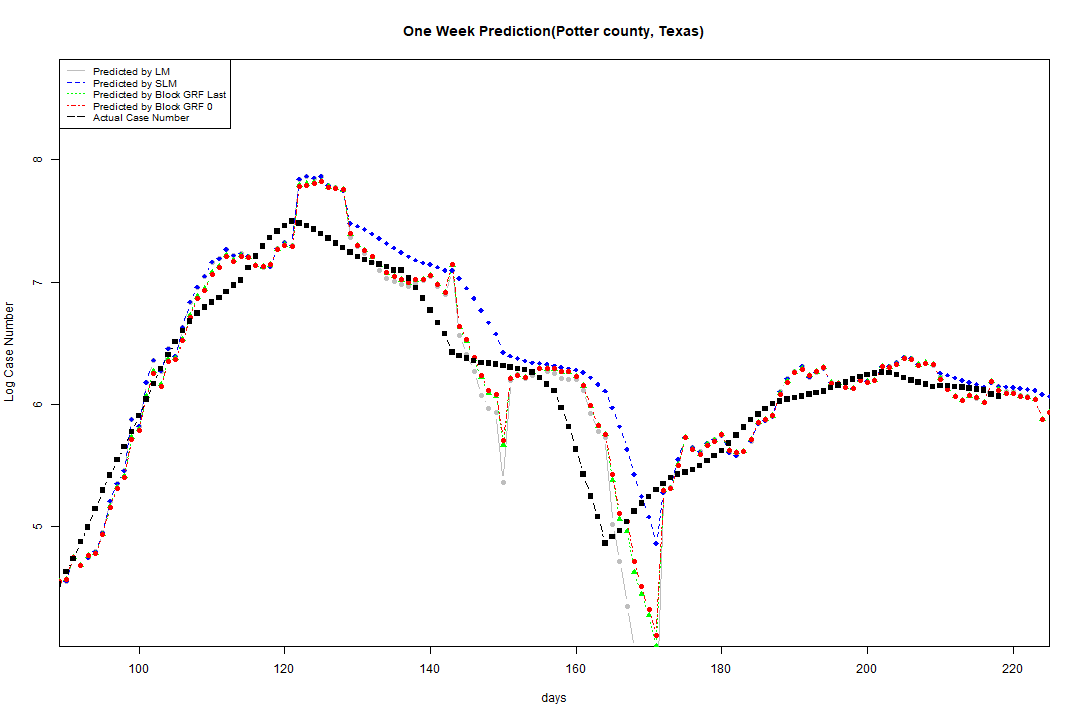 One Week Prediction(Potter county, Texas)
Predicted by LM
Predicted by SLM
Predicted by Block GRF Last
Predicted by Block GRF 0
Actual Case Number
8
7
6
5
Log Case Number
100 120 140 160 180 200 220
days